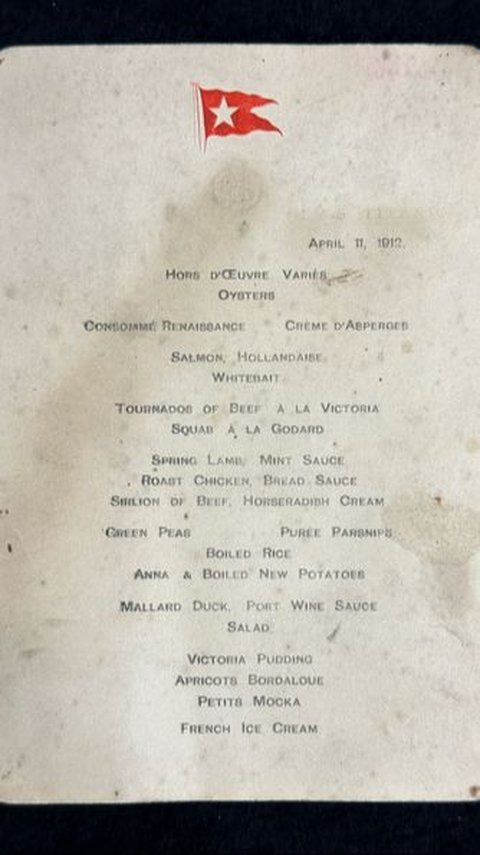 April 11, 1912.
Hors d'Œuvre Variés
Oysters
Consommé Renaissance Crème d'Asperges
Salmon, Hollandaise
Whitebait
Tournados of Beef à la Victoria
Squab à la Godard
Spring Lamb, Mint Sauce
Roast Chicken, Bread Sauce
Sirlion of Beef, Horseradish Cream
Green Peas Purée Parsnips
Boiled Rice
Anna & Boiled New Potatoes
Mallard Duck, Port Wine Sauce
Salad
Victoria Pudding
Apricots Bordaloue
Petits Mocka
French Ice Cream